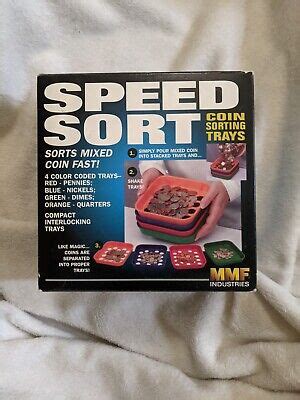 SPEED
SORT
COIN
SORTING
TRAYS
SORTS MIXED
COIN FAST!
4 COLOR CODED TRAYS–
RED - PENNIES;
BLUE - NICKELS;
GREEN - DIMES;
ORANGE - QUARTERS
COMPACT
INTERLOCKING
TRAYS
1. SIMPLY POUR MIXED COIN
INTO STACKED TRAYS AND...
2.
SHAKE
TRAYS!
LIKE MAGIC...
COINS ARE
SEPARATED
INTO PROPER
TRAYS!
3.
MMF
INDUSTRIES